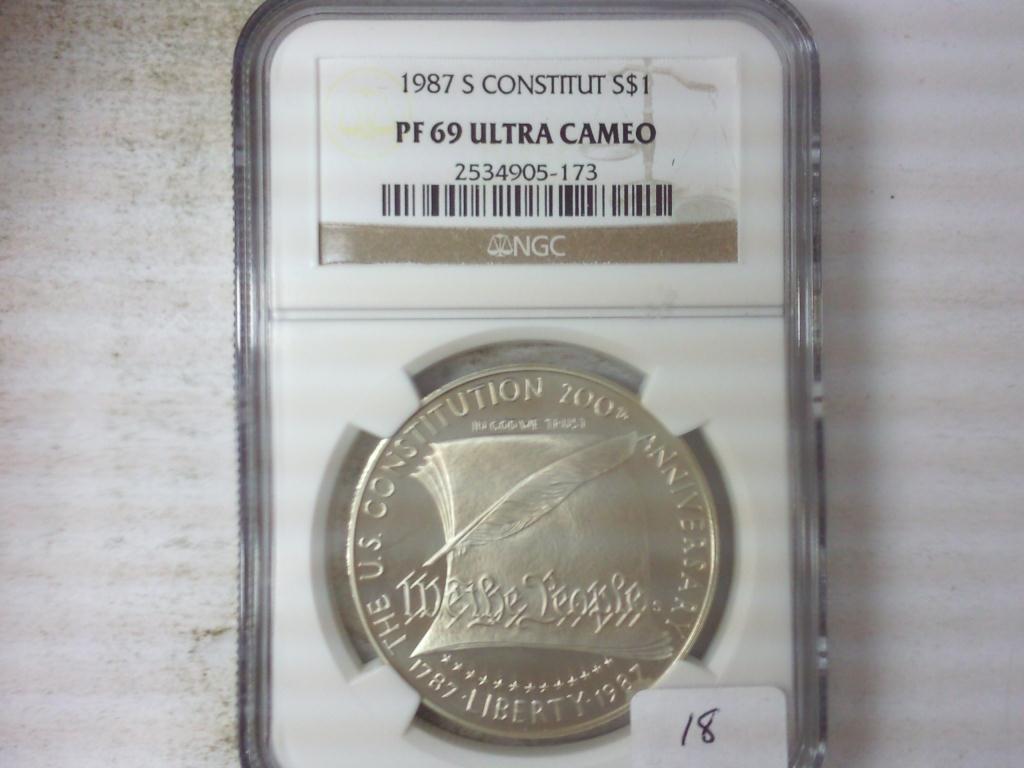 1987 S CONSTITUT S$1
PF 69 ULTRA CAMEO
2534905-173
NGC
THE U.S. CONSTITUTION 200TH ANNIVERSARY
IN GOD WE TRUST
We the People
S
1787 · LIBERTY · 1987
18